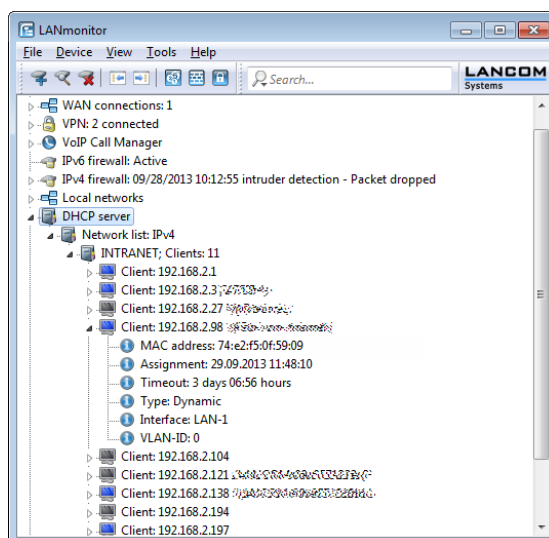 LANmonitor
File Device View Tools Help
Search...
LANCOM
Systems
WAN connections: 1
VPN: 2 connected
VoIP Call Manager
IPv6 firewall: Active
IPv4 firewall: 09/28/2013 10:12:55 intruder detection - Packet dropped
Local networks
DHCP server
Network list: IPv4
INTRANET; Clients: 11
Client: 192.168.2.1
Client: 192.168.2.3
Client: 192.168.2.27
Client: 192.168.2.98
MAC address: 74:e2:f5:0f:59:09
Assignment: 29.09.2013 11:48:10
Timeout: 3 days 06:56 hours
Type: Dynamic
Interface: LAN-1
VLAN-ID: 0
Client: 192.168.2.104
Client: 192.168.2.121
Client: 192.168.2.138
Client: 192.168.2.194
Client: 192.168.2.197